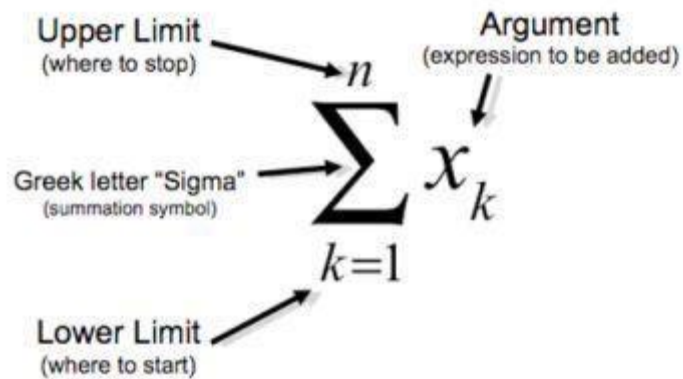 Upper Limit
(where to stop)
Argument
(expression to be added)
n
Greek letter “Sigma”
(summation symbol)
∑ x_k
k=1
Lower Limit
(where to start)